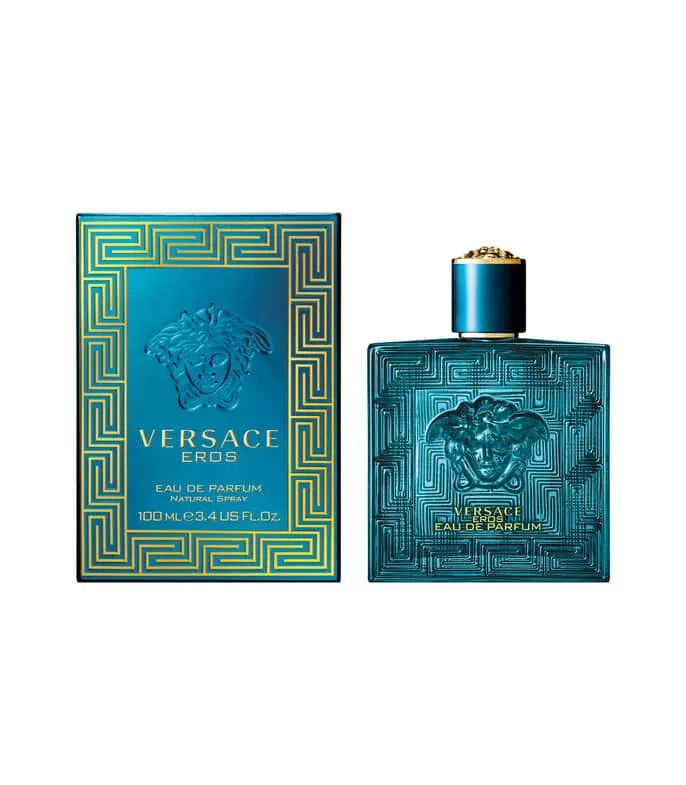 VERSACE
EROS
EAU DE PARFUM
NATURAL SPRAY
100 ML ℮ 3.4 US FL.OZ.
VERSACE
EROS
EAU DE PARFUM